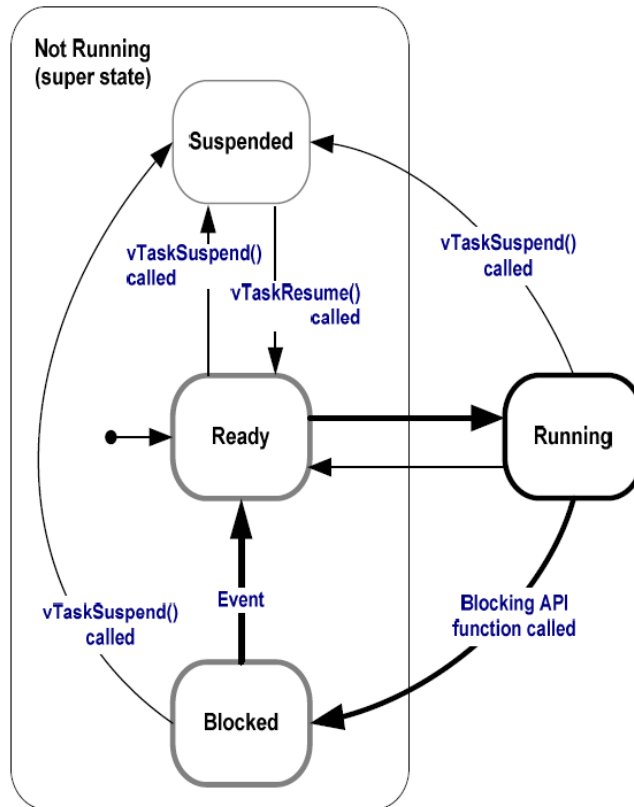 Not Running
(super state)
Suspended
vTaskSuspend()
called
vTaskResume()
called
vTaskSuspend()
called
Ready
Running
vTaskSuspend()
called
Event
Blocking API
function called
Blocked